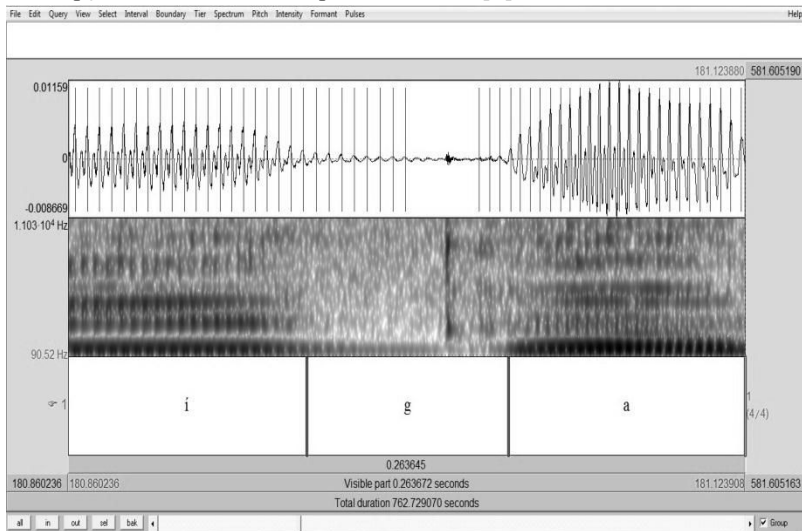 File Edit Query View Select Interval Boundary Tier Spectrum Pitch Intensity Formant Pulses Help
181.123880 581.605190
0.01159
0
-0.008669
1.103·10⁴ Hz
90.52 Hz
☞ 1 í g a 1
(4/4)
0.263645
180.860236 180.860236 Visible part 0.263672 seconds 181.123908 581.605163
Total duration 762.729070 seconds
all in out sel bak Group